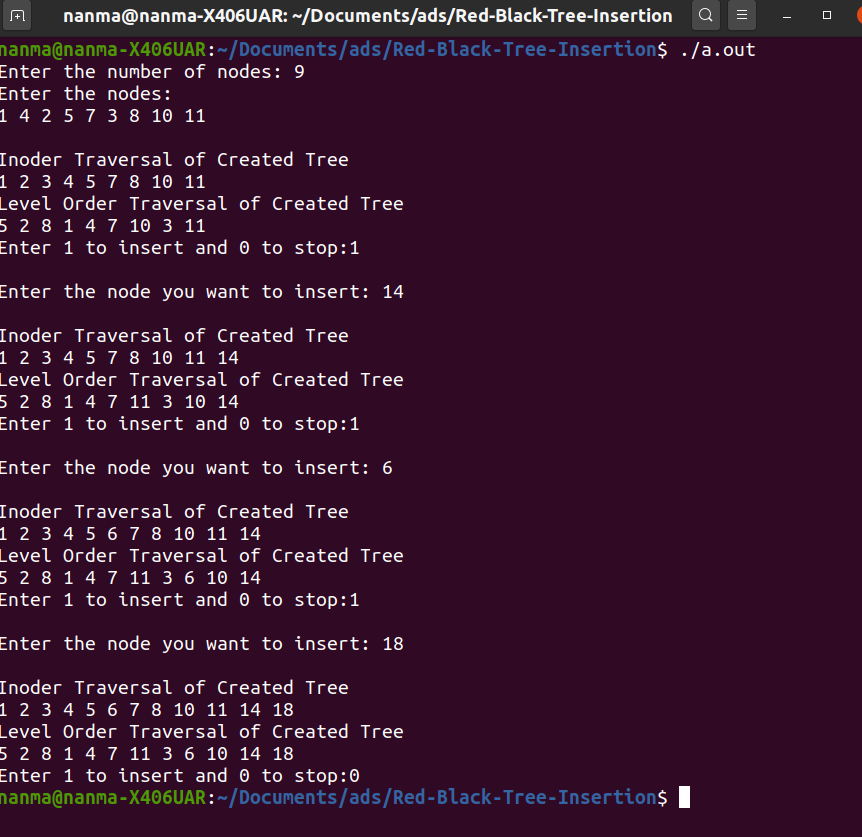 nanma@nanma-X406UAR: ~/Documents/ads/Red-Black-Tree-Insertion
nanma@nanma-X406UAR:~/Documents/ads/Red-Black-Tree-Insertion$ ./a.out
Enter the number of nodes: 9
Enter the nodes:
1 4 2 5 7 3 8 10 11
Inoder Traversal of Created Tree
1 2 3 4 5 7 8 10 11
Level Order Traversal of Created Tree
5 2 8 1 4 7 10 3 11
Enter 1 to insert and 0 to stop:1
Enter the node you want to insert: 14
Inoder Traversal of Created Tree
1 2 3 4 5 7 8 10 11 14
Level Order Traversal of Created Tree
5 2 8 1 4 7 11 3 10 14
Enter 1 to insert and 0 to stop:1
Enter the node you want to insert: 6
Inoder Traversal of Created Tree
1 2 3 4 5 6 7 8 10 11 14
Level Order Traversal of Created Tree
5 2 8 1 4 7 11 3 6 10 14
Enter 1 to insert and 0 to stop:1
Enter the node you want to insert: 18
Inoder Traversal of Created Tree
1 2 3 4 5 6 7 8 10 11 14 18
Level Order Traversal of Created Tree
5 2 8 1 4 7 11 3 6 10 14 18
Enter 1 to insert and 0 to stop:0
nanma@nanma-X406UAR:~/Documents/ads/Red-Black-Tree-Insertion$